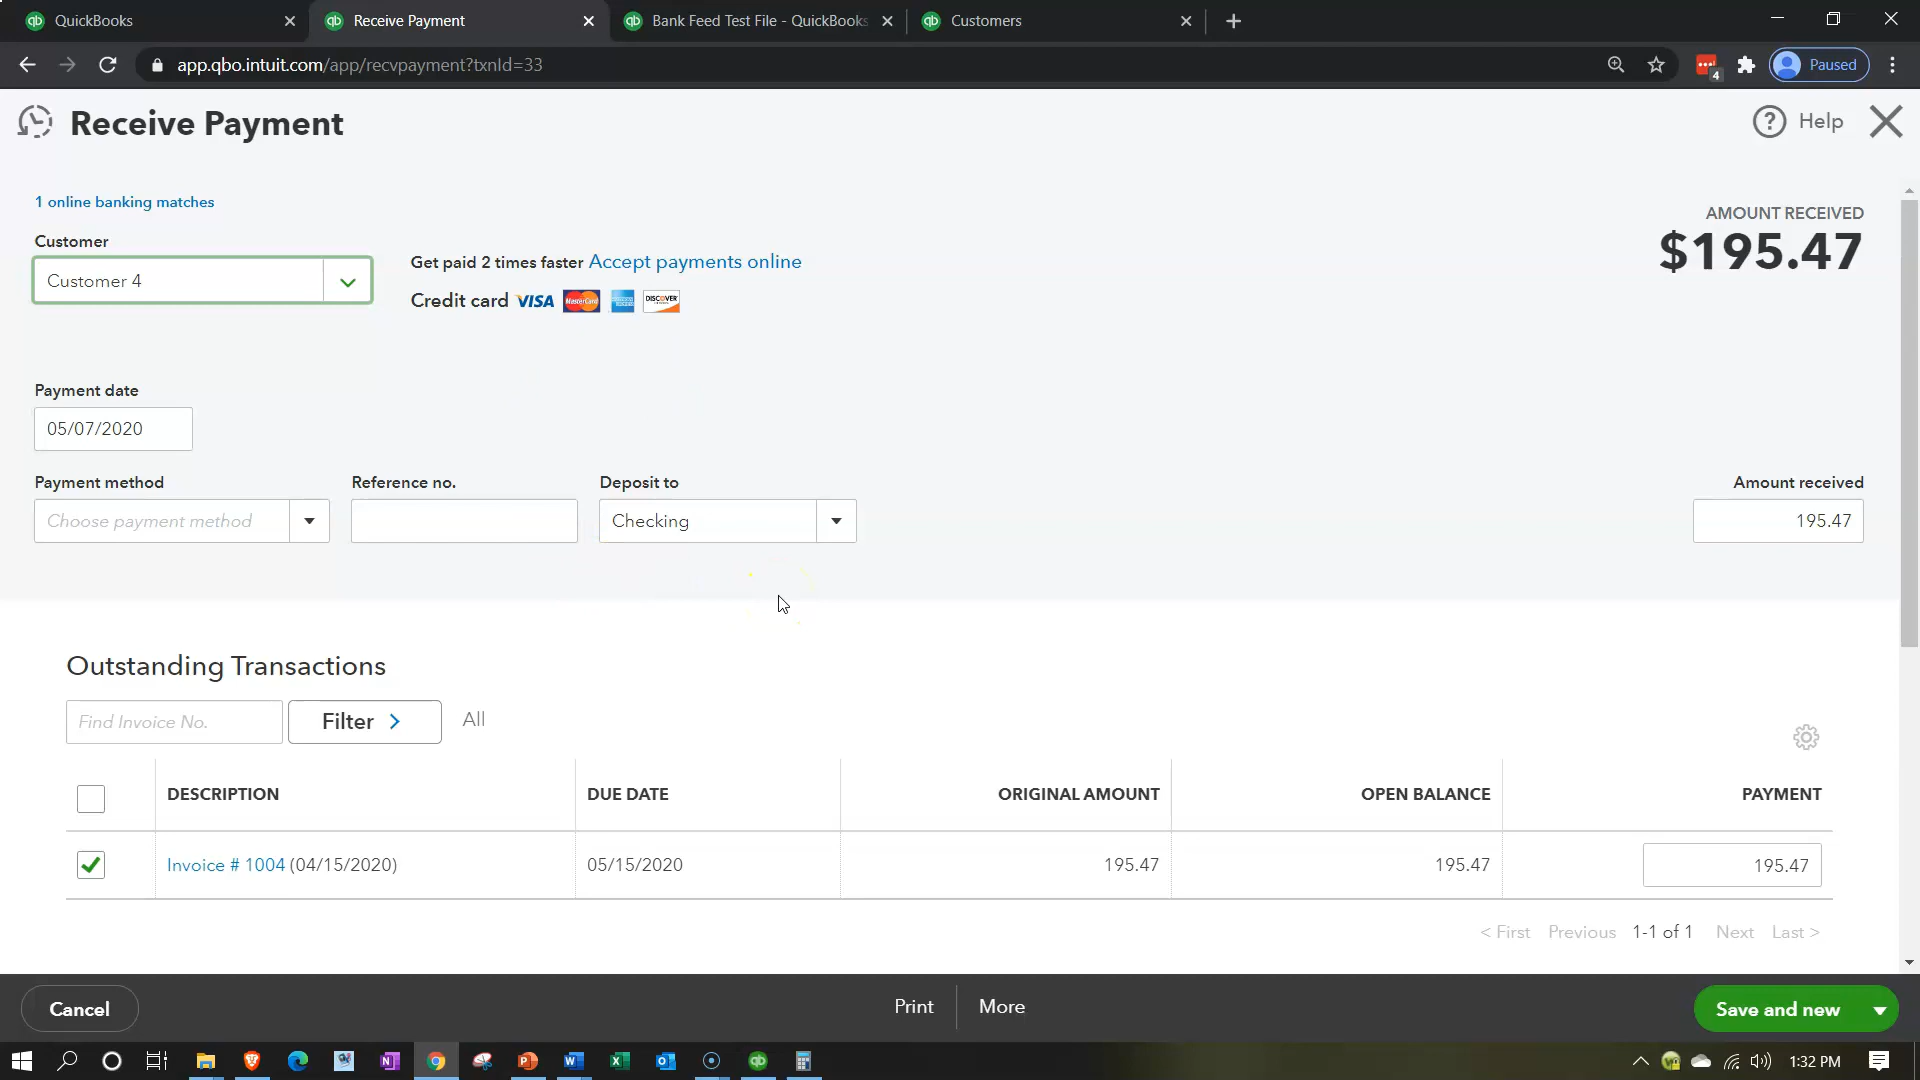 QuickBooks
Receive Payment
Bank Feed Test File - QuickBooks
Customers
app.qbo.intuit.com/app/recvpayment?txnId=33
4
Paused
Receive Payment
Help
1 online banking matches
AMOUNT RECEIVED
$195.47
Customer
Customer 4
Get paid 2 times faster Accept payments online
Credit card VISA MasterCard DISCOVER
Payment date
05/07/2020
Payment method
Reference no.
Deposit to
Amount received
Choose payment method
Checking
195.47
Outstanding Transactions
Find Invoice No.
Filter
All
DESCRIPTION
DUE DATE
ORIGINAL AMOUNT
OPEN BALANCE
PAYMENT
Invoice # 1004 (04/15/2020)
05/15/2020
195.47
195.47
195.47
< First Previous 1-1 of 1 Next Last >
Cancel
Print
More
Save and new
1:32 PM